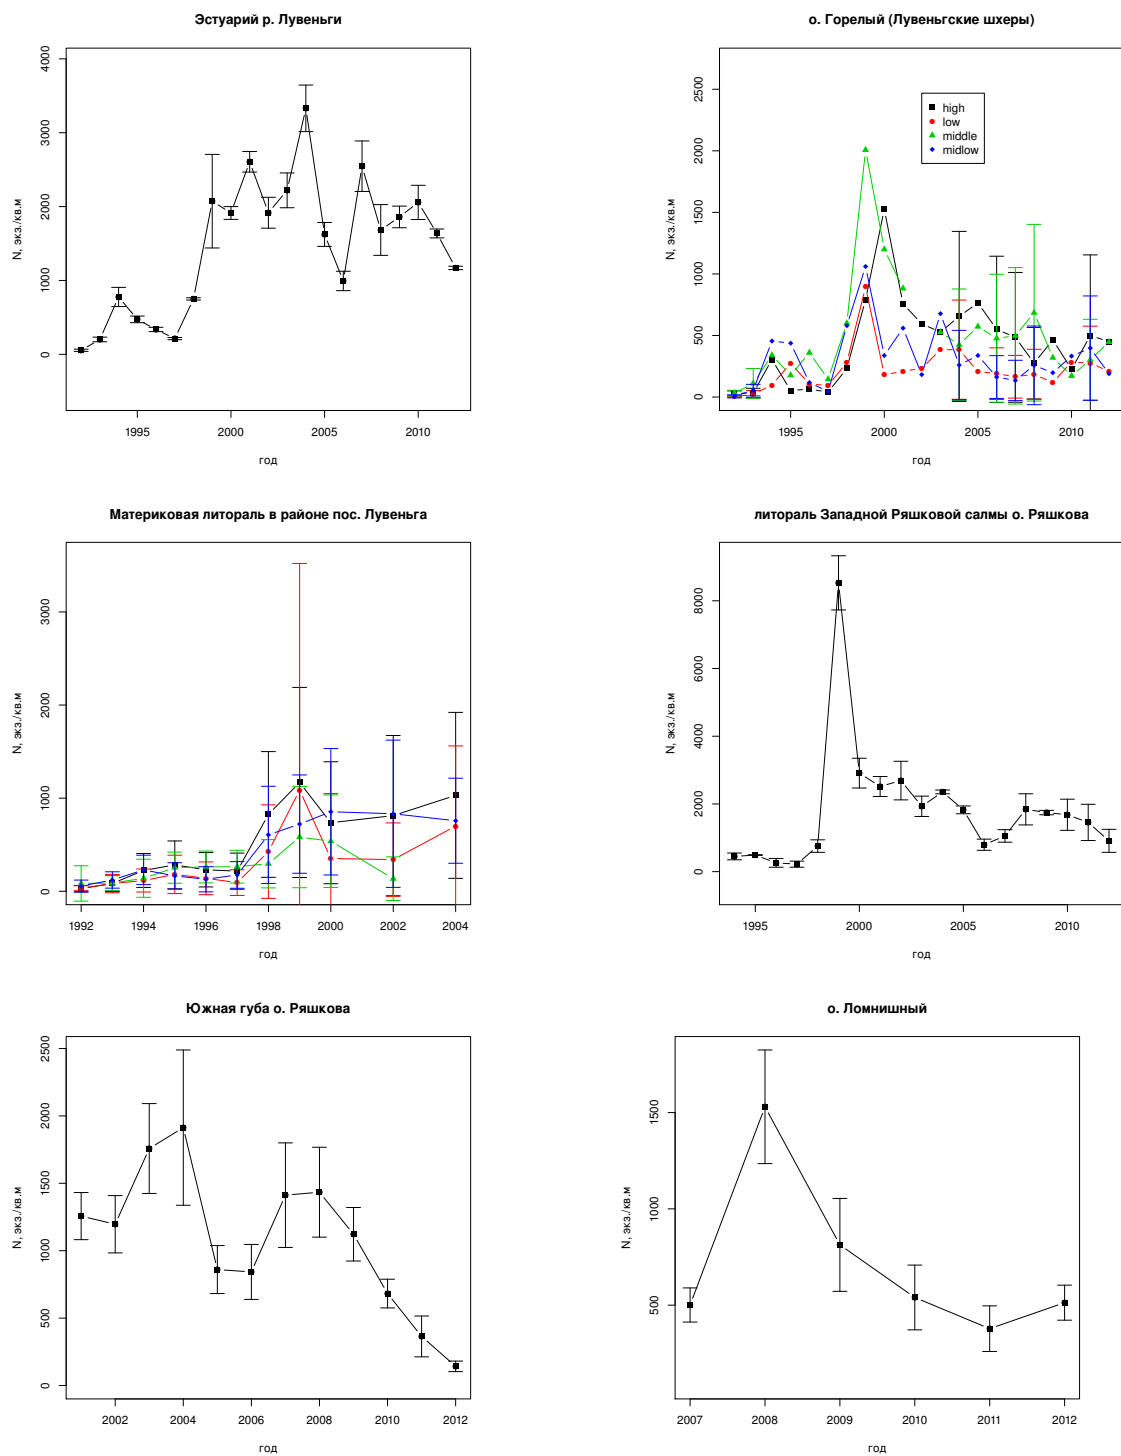 Эстуарий р. Лувеньги
N, экз./кв.м
0
1000
2000
3000
4000
1995
2000
2005
2010
год
о. Горелый (Лувеньгские шхеры)
N, экз./кв.м
0
500
1000
1500
2000
2500
high
low
middle
midlow
1995
2000
2005
2010
год
Материковая литораль в районе пос. Лувеньга
N, экз./кв.м
0
1000
2000
3000
1992
1994
1996
1998
2000
2002
2004
год
литораль Западной Ряшковой салмы о. Ряшкова
N, экз./кв.м
0
2000
4000
6000
8000
1995
2000
2005
2010
год
Южная губа о. Ряшкова
N, экз./кв.м
0
500
1000
1500
2000
2500
2002
2004
2006
2008
2010
2012
год
о. Ломнишный
N, экз./кв.м
500
1000
1500
2007
2008
2009
2010
2011
2012
год